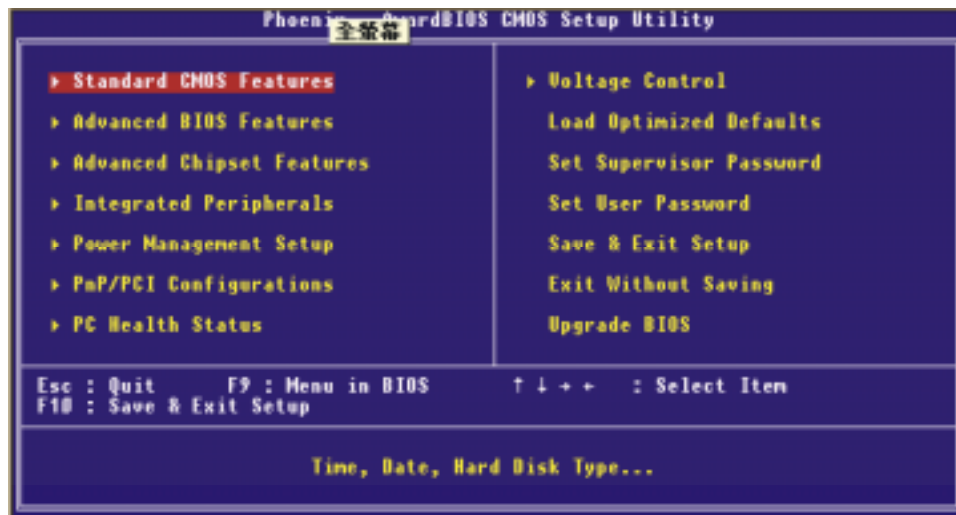 Phoenix AwardBIOS CMOS Setup Utility
全螢幕
Standard CMOS Features
Advanced BIOS Features
Advanced Chipset Features
Integrated Peripherals
Power Management Setup
PnP/PCI Configurations
PC Health Status
Voltage Control
Load Optimized Defaults
Set Supervisor Password
Set User Password
Save & Exit Setup
Exit Without Saving
Upgrade BIOS
Esc : Quit F9 : Menu in BIOS ↑ ↓ → ← : Select Item
F10 : Save & Exit Setup
Time, Date, Hard Disk Type...